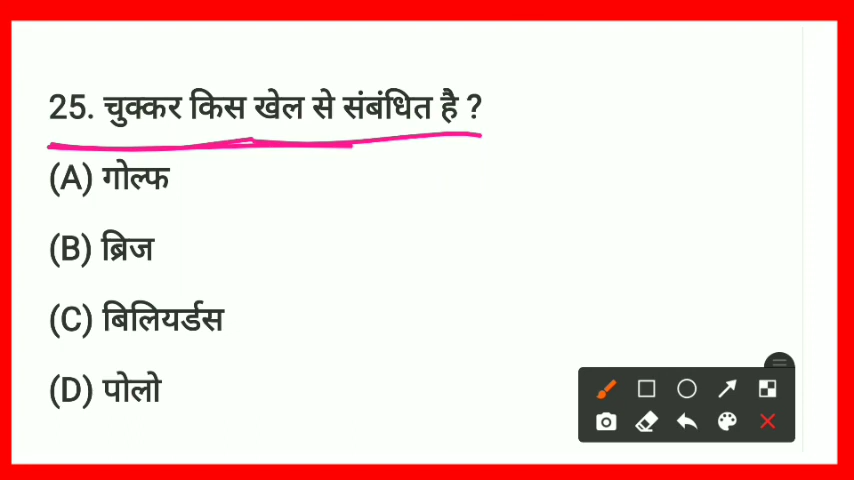 25. चुक्कर किस खेल से संबंधित है ?
(A) गोल्फ
(B) ब्रिज
(C) बिलियर्डस
(D) पोलो